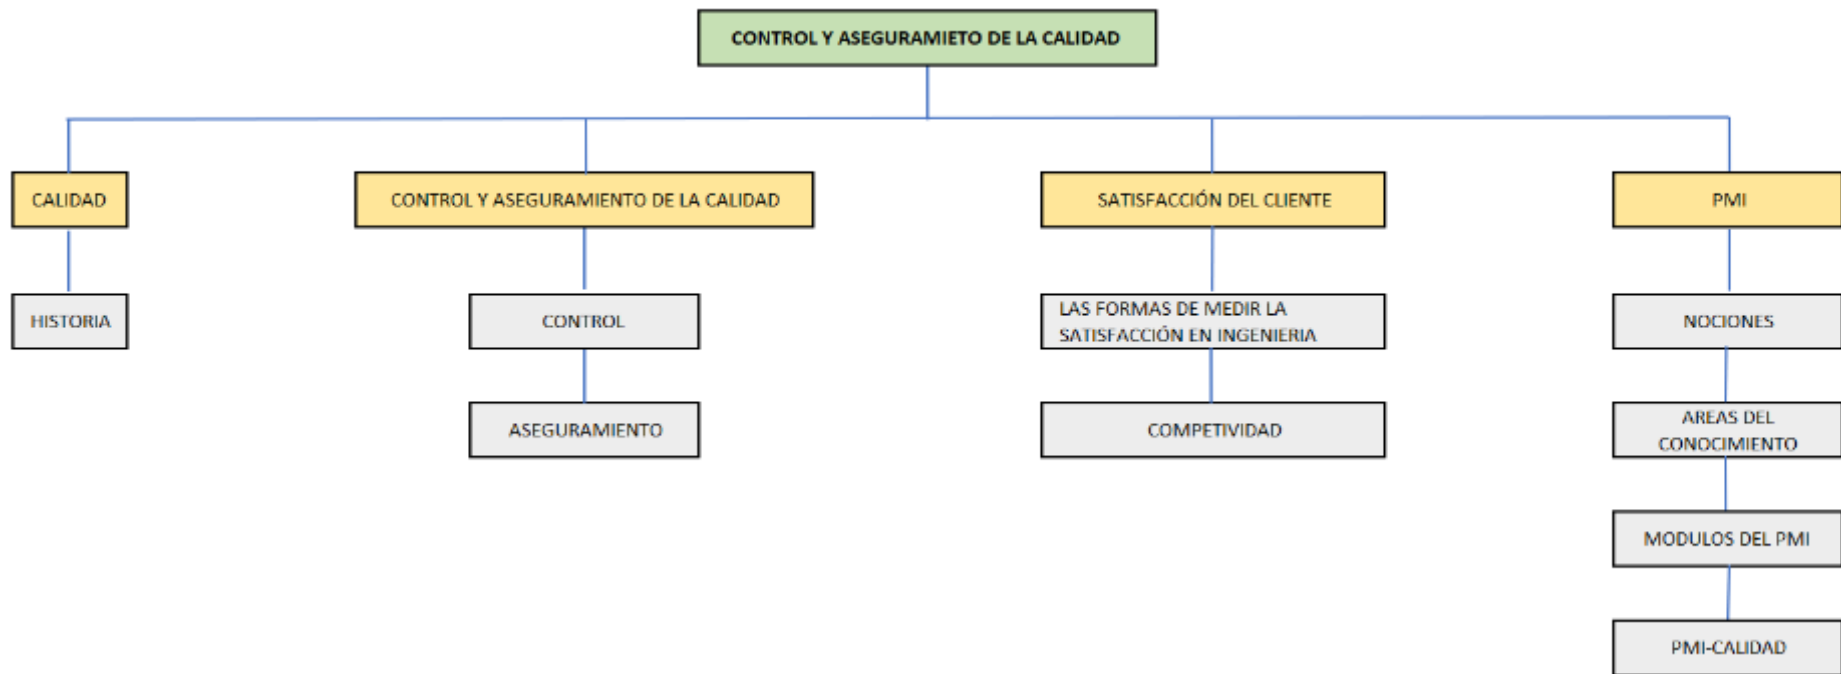 CONTROL Y ASEGURAMIETO DE LA CALIDAD
CALIDAD
CONTROL Y ASEGURAMIENTO DE LA CALIDAD
SATISFACCIÓN DEL CLIENTE
PMI
HISTORIA
CONTROL
LAS FORMAS DE MEDIR LA
SATISFACCIÓN EN INGENIERIA
NOCIONES
ASEGURAMIENTO
COMPETIVIDAD
AREAS DEL
CONOCIMIENTO
MODULOS DEL PMI
PMI-CALIDAD